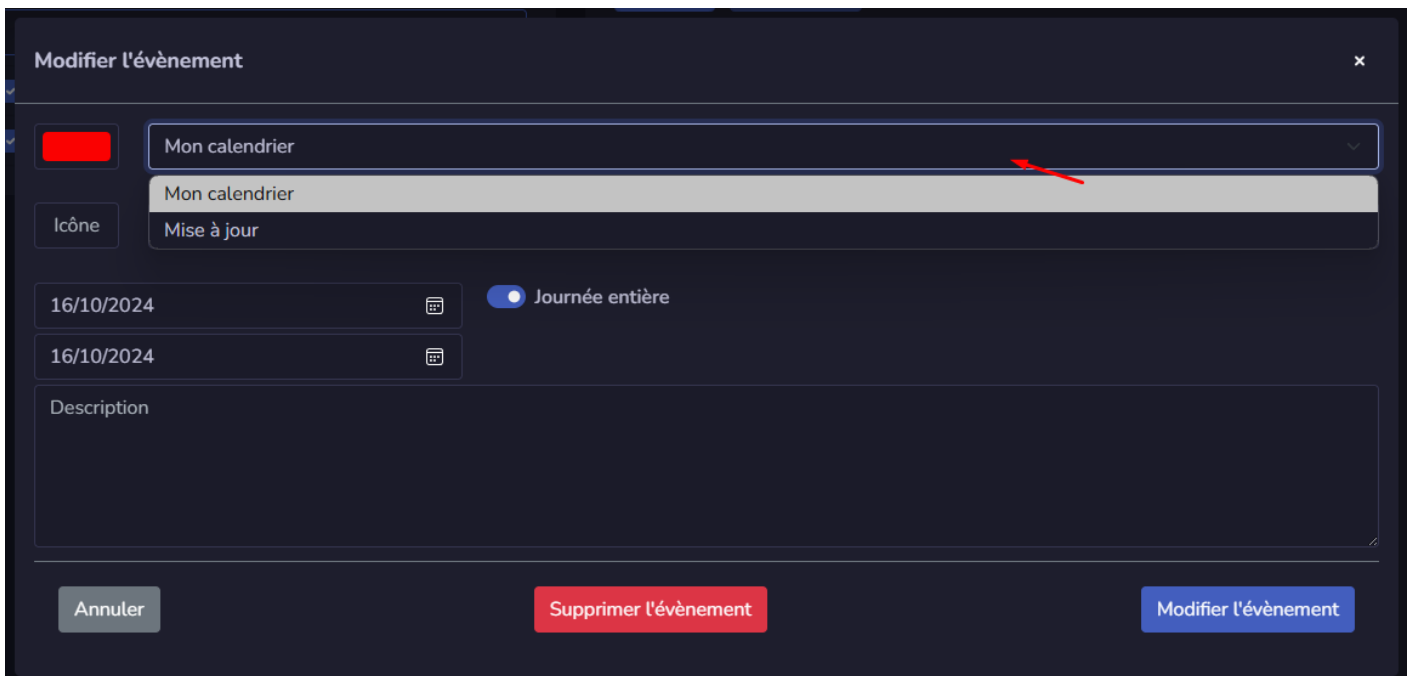 Modifier l'évènement
×
Mon calendrier
Mon calendrier
Mise à jour
Icône
16/10/2024
Journée entière
16/10/2024
Description
Annuler
Supprimer l'évènement
Modifier l'évènement